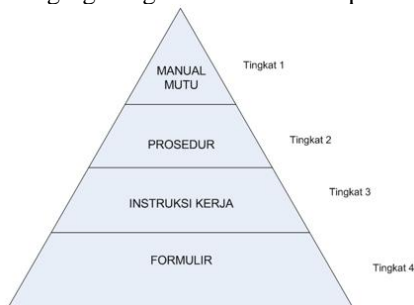 MANUAL
MUTU
Tingkat 1
PROSEDUR
Tingkat 2
INSTRUKSI KERJA
Tingkat 3
FORMULIR
Tingkat 4